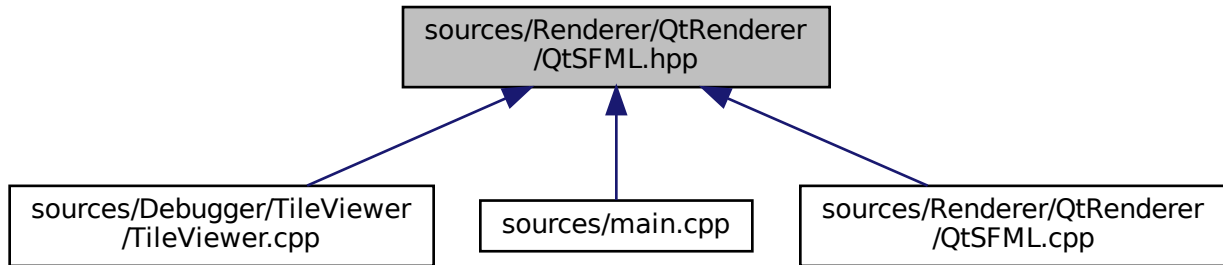 sources/Renderer/QtRenderer
/QtSFML.hpp
sources/Debugger/TileViewer
/TileViewer.cpp
sources/main.cpp
sources/Renderer/QtRenderer
/QtSFML.cpp